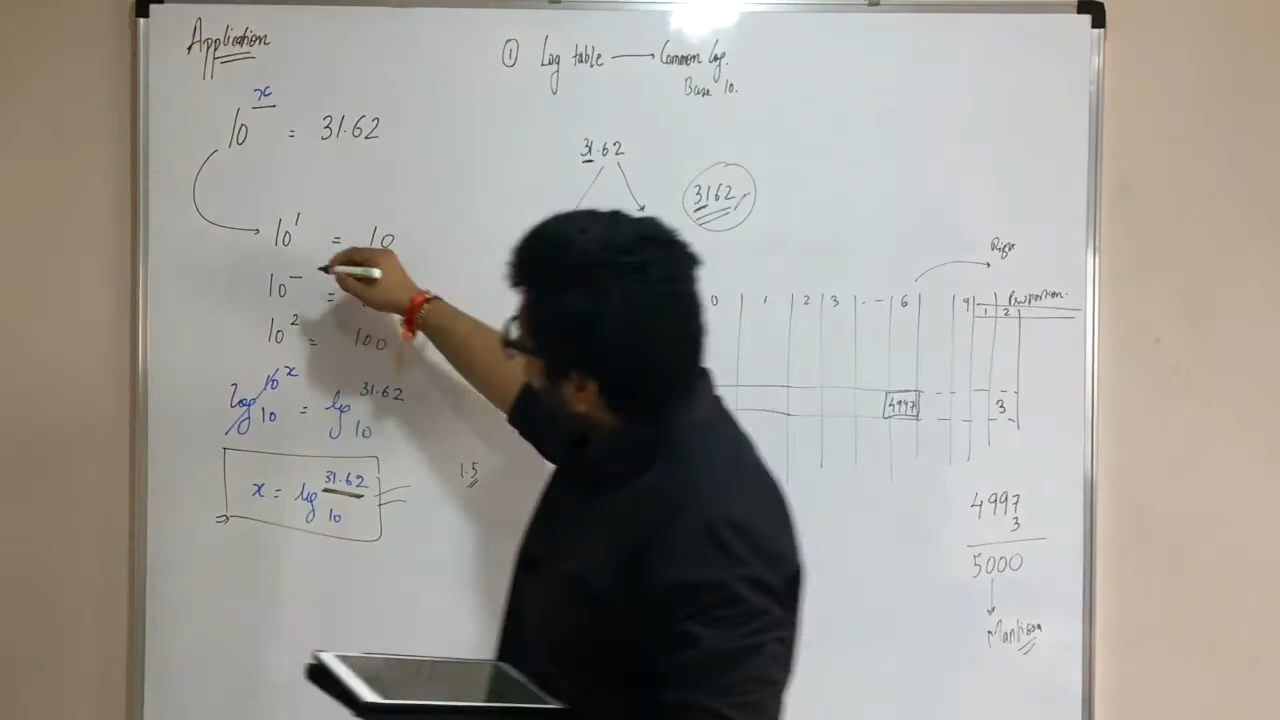 Application
① Log table → Common log.
Base 10.
10^x = 31.62
10^1 = 10
10^- =
10^2 = 100
log 10^x 10 = log 31.62 10
x = log 31.62 10
1.5
31.62
3162
0 1 2 3 . -- 6 9 Proportion.
1 2
4997 3
4997
3
5000
Mantissa